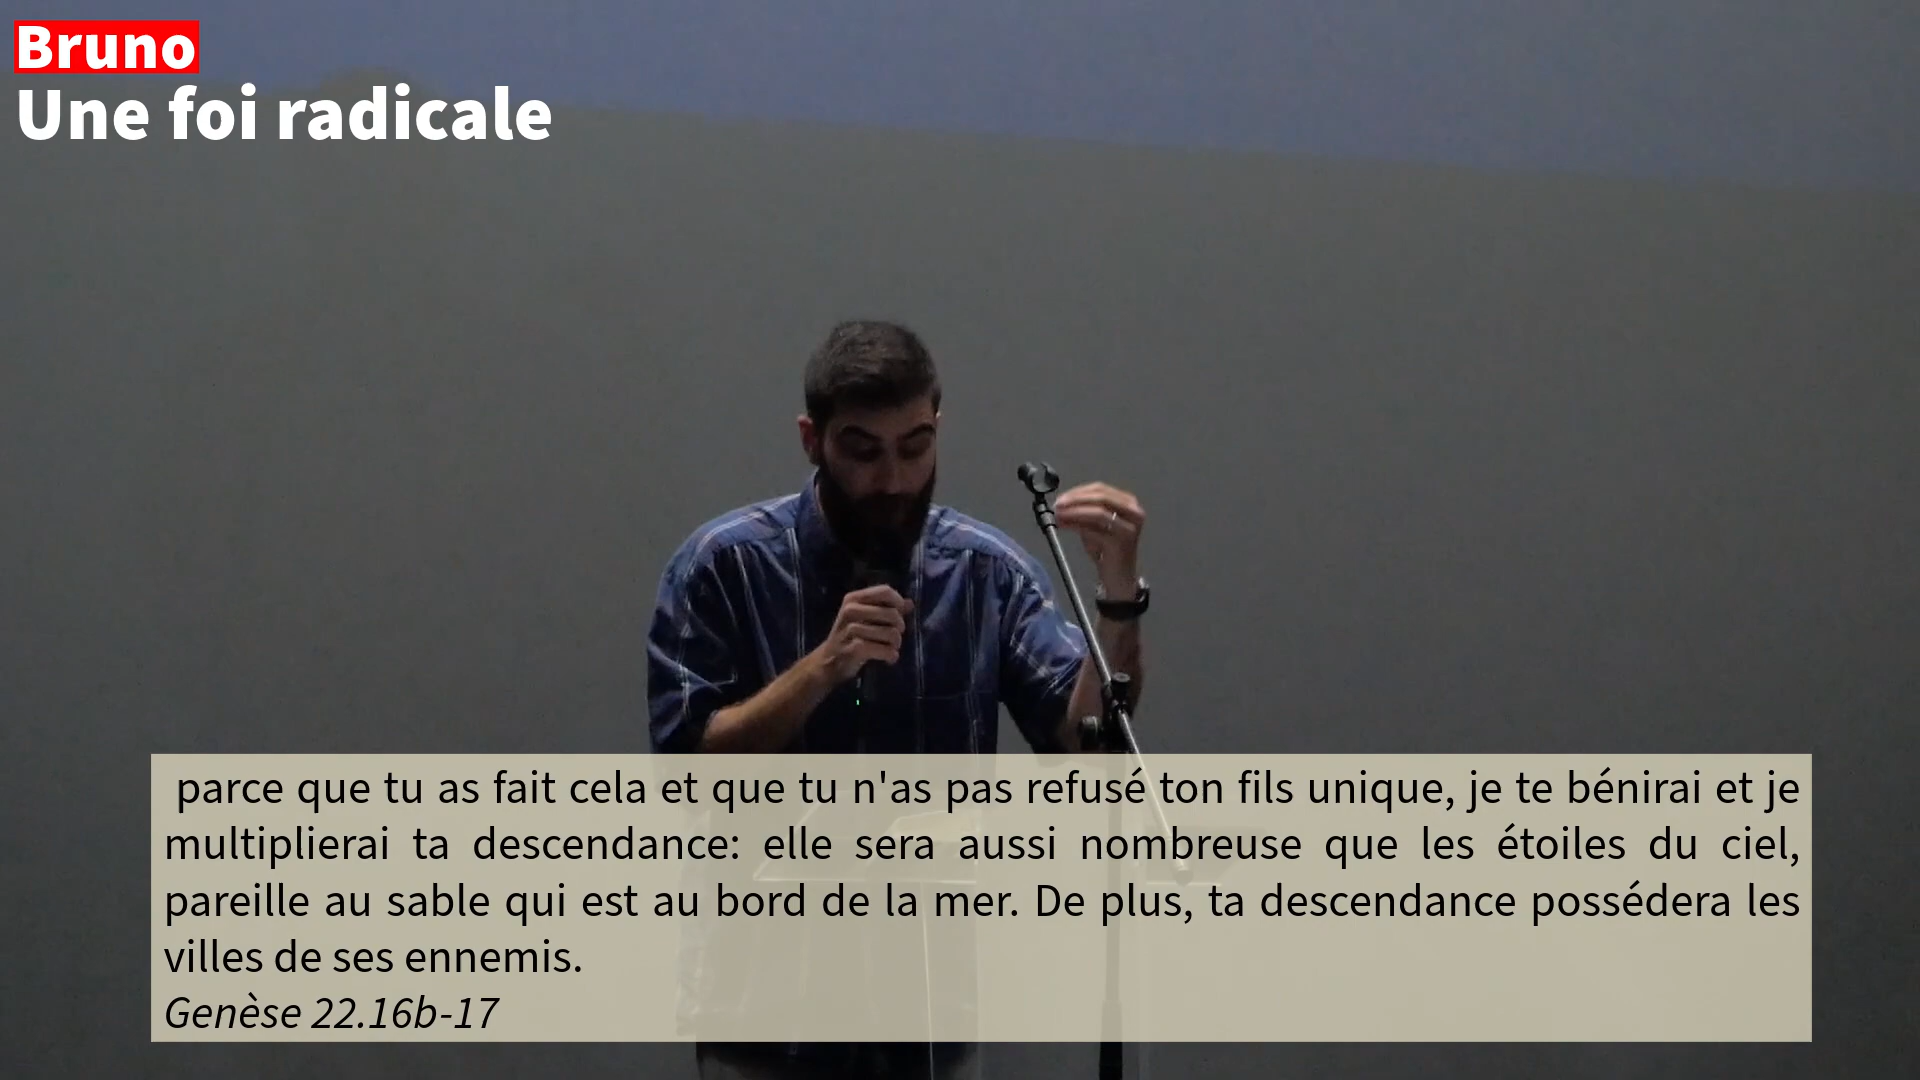 Bruno
Une foi radicale
parce que tu as fait cela et que tu n'as pas refusé ton fils unique, je te bénirai et je
multiplierai ta descendance: elle sera aussi nombreuse que les étoiles du ciel,
pareille au sable qui est au bord de la mer. De plus, ta descendance possédera les
villes de ses ennemis.
Genèse 22.16b-17